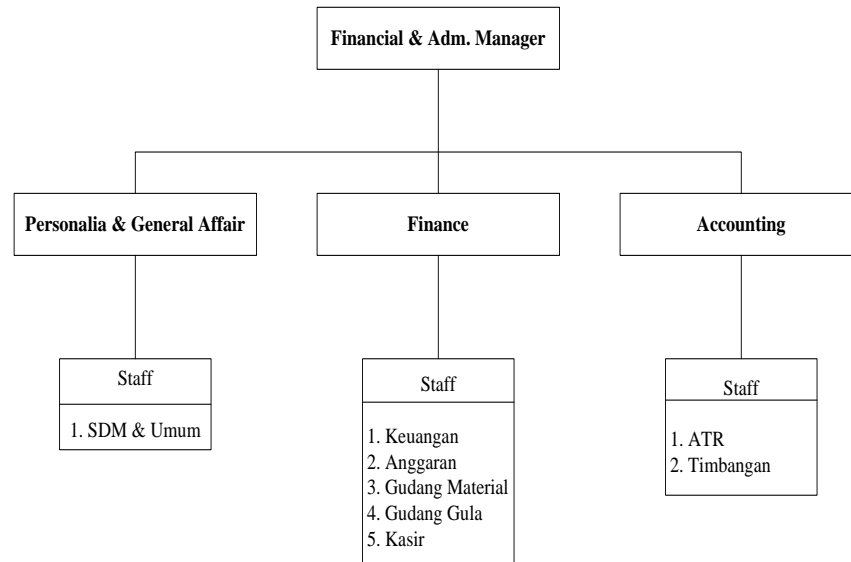 Financial & Adm. Manager
Personalia & General Affair
Finance
Accounting
Staff
1. SDM & Umum
Staff
1. Keuangan
2. Anggaran
3. Gudang Material
4. Gudang Gula
5. Kasir
Staff
1. ATR
2. Timbangan